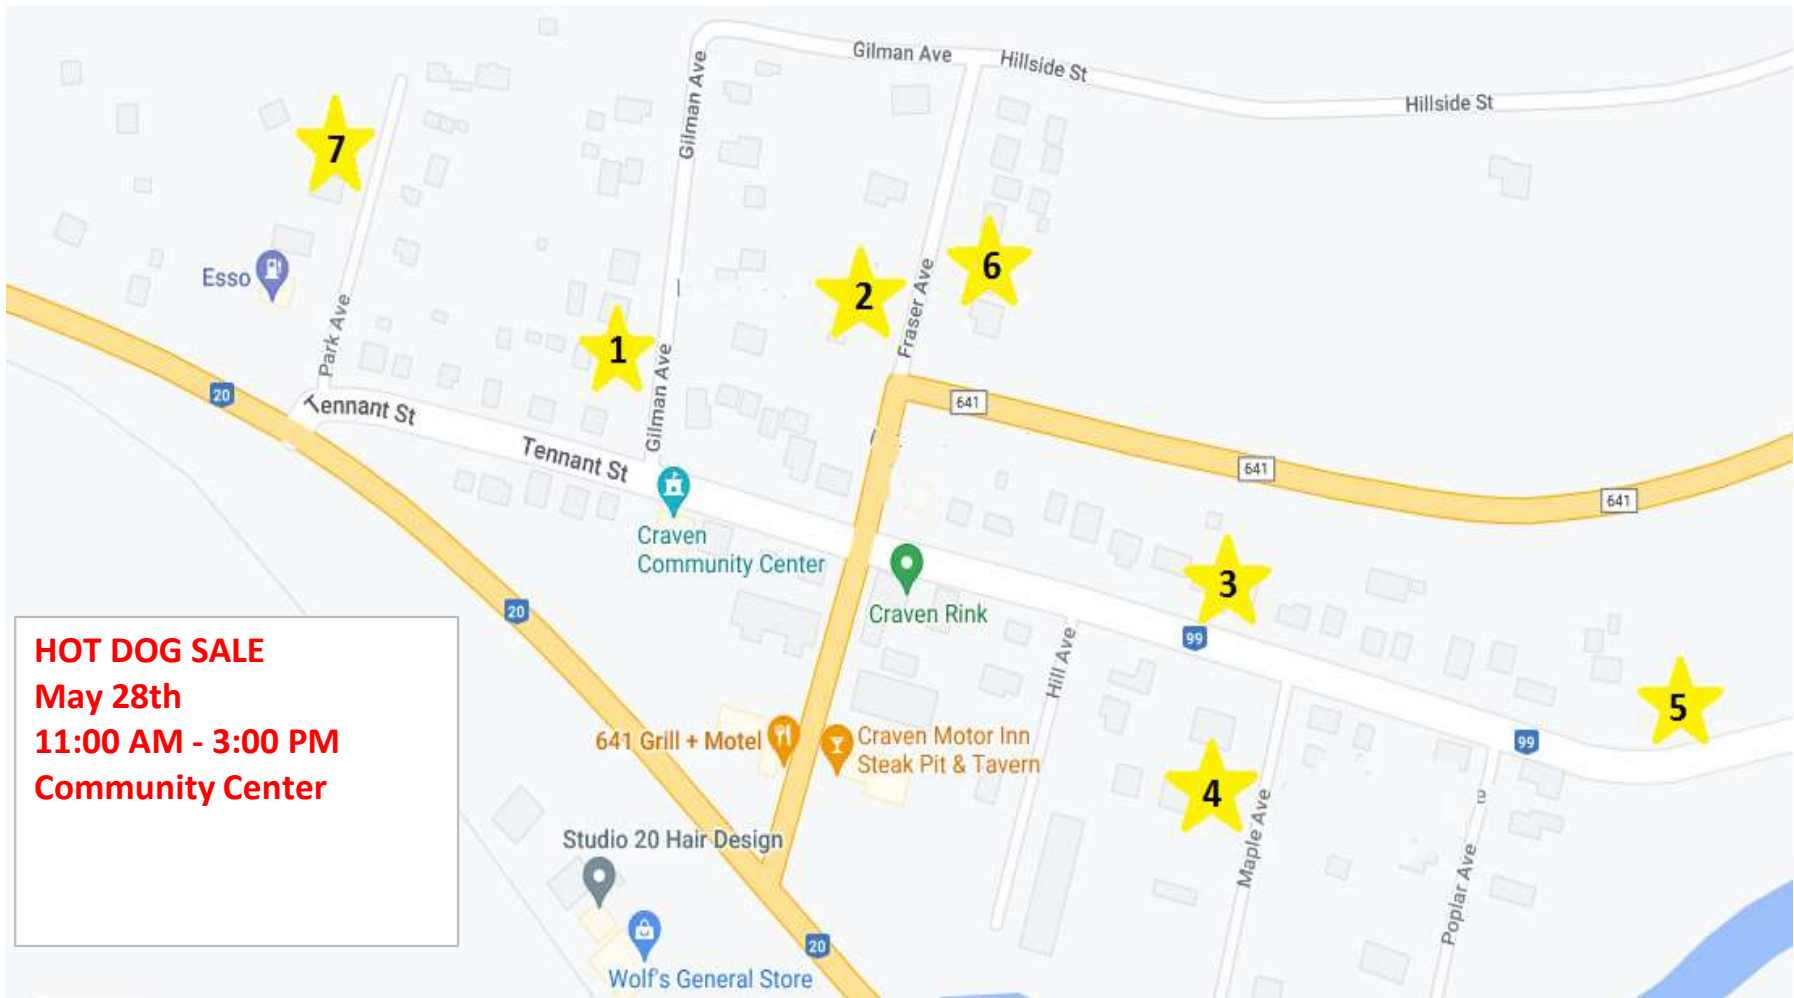 Gilman Ave
Hillside St
Hillside St
Gilman Ave
7
Esso
6
2
Fraser Ave
Park Ave
1
Gilman Ave
20
641
Tennant St
Tennant St
641
641
Craven
Community Center
3
Craven Rink
20
99
Hill Ave
HOT DOG SALE
May 28th
11:00 AM - 3:00 PM
Community Center
5
99
641 Grill + Motel
Craven Motor Inn
Steak Pit & Tavern
4
Maple Ave
Studio 20 Hair Design
Poplar Ave
20
Wolf's General Store